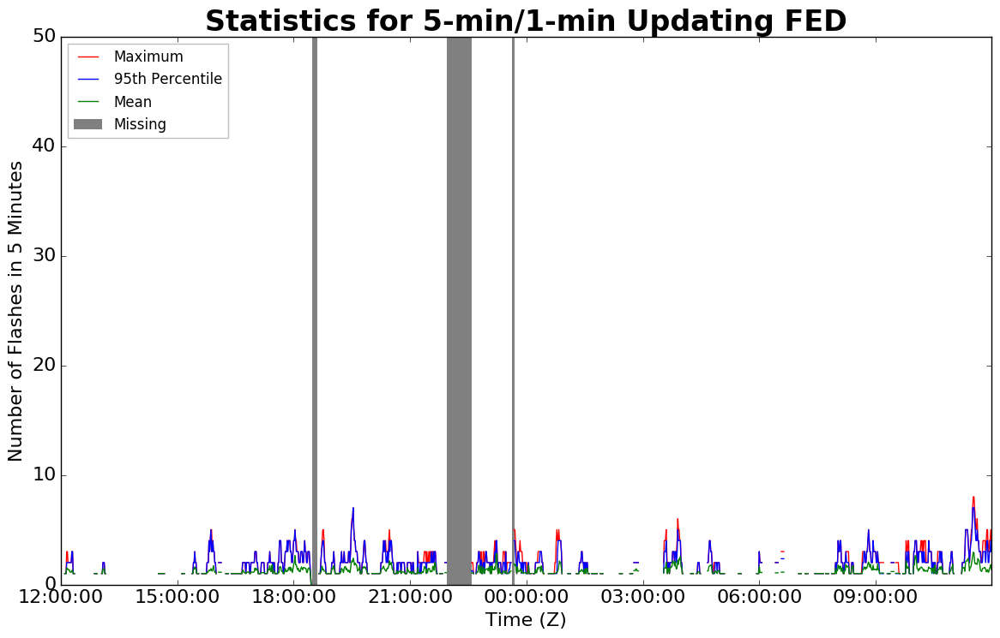 Statistics for 5-min/1-min Updating FED
Maximum
95th Percentile
Mean
Missing
Number of Flashes in 5 Minutes
50
40
30
20
10
0
12:00:00 15:00:00 18:00:00 21:00:00 00:00:00 03:00:00 06:00:00 09:00:00
Time (Z)